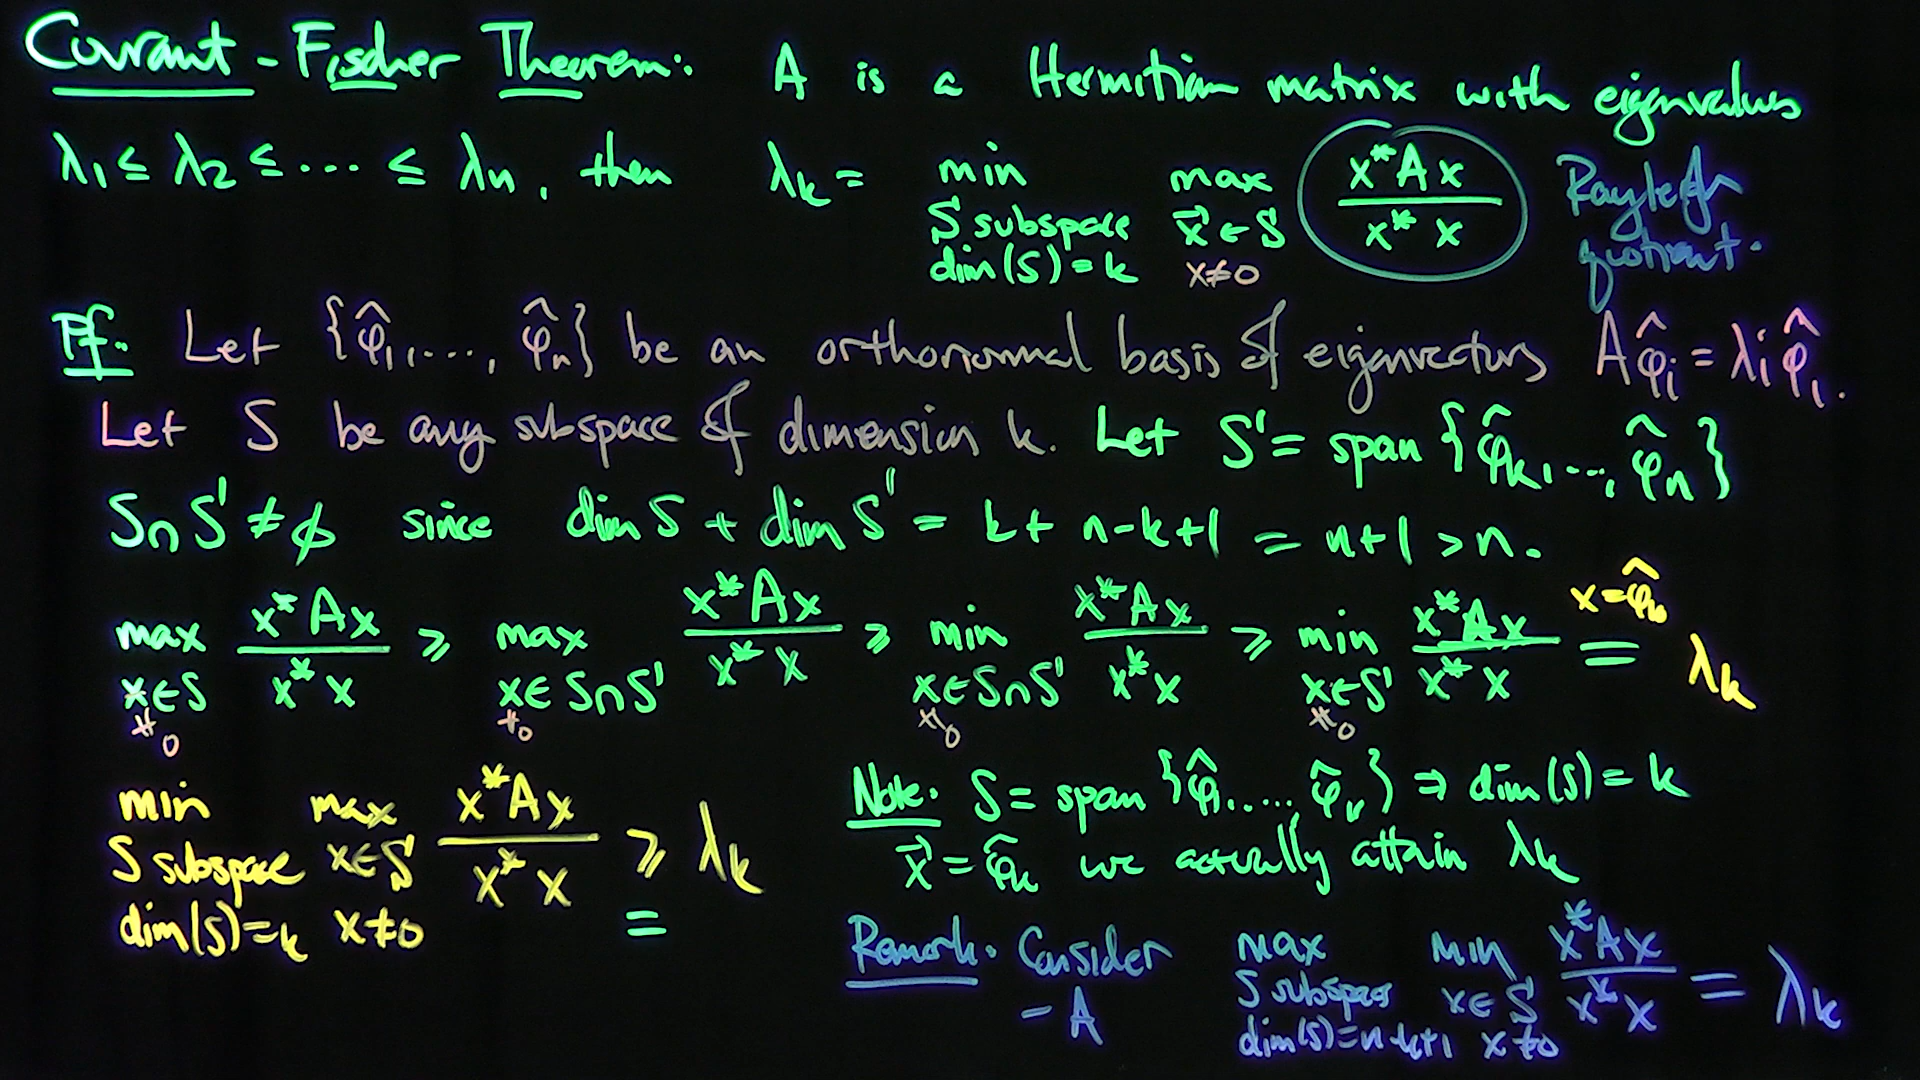 Courant - Fischer Theorem: A is a Hermitian matrix with eigenvalues
λ₁ ≤ λ₂ ≤ ... ≤ λₙ, then λₖ = min max x*Ax / x*x Rayleigh quotient.
S subspace x⃗ ∈ S
dim(S) = k x≠0
Pf: Let {φ̂₁, ..., φ̂ₙ} be an orthonormal basis of eigenvectors Aφ̂ᵢ = λᵢφ̂ᵢ.
Let S be any subspace of dimension k. Let S' = span {φ̂ₖ, ..., φ̂ₙ}
S∩S' ≠ ∅ since dim S + dim S' = k + n-k+1 = n+1 > n.
max x*Ax / x*x ≥ max x*Ax / x*x ≥ min x*Ax / x*x ≥ min x*Ax / x*x = λₖ
x=φ̂ₖ
x∈S x∈S∩S' x∈S∩S' x∈S'
≠0 ≠0 ≠0 ≠0
min max x*Ax / x*x ≥ λₖ
S subspace x∈S
dim(S)=k x≠0 =
Note: S = span {φ̂₁, ..., φ̂ₖ} ⇒ dim(S) = k
x⃗ = φ̂ₖ we actually attain λₖ
Remark: Consider max min x*Ax / x*x = λₖ
-A S subspace x∈S
dim(S)=n-k+1 x≠0